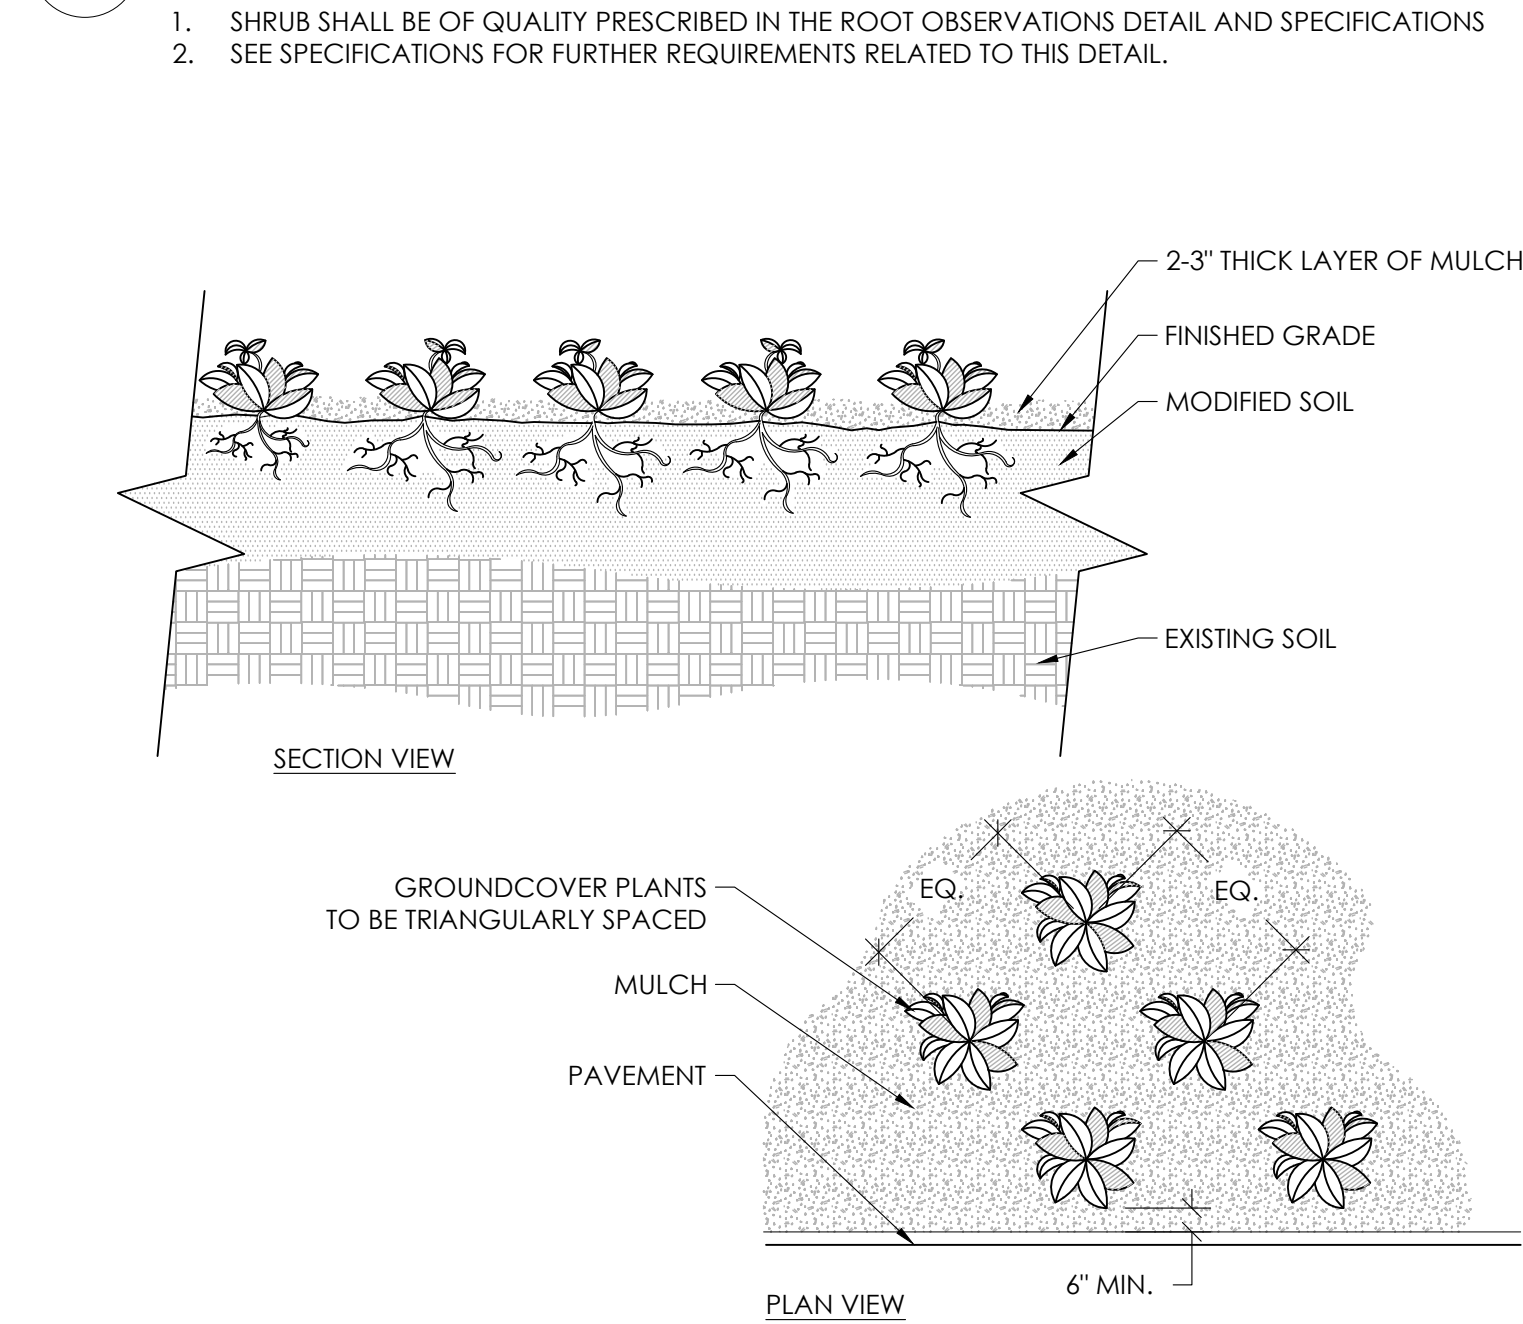 1. SHRUB SHALL BE OF QUALITY PRESCRIBED IN THE ROOT OBSERVATIONS DETAIL AND SPECIFICATIONS
2. SEE SPECIFICATIONS FOR FURTHER REQUIREMENTS RELATED TO THIS DETAIL.
2-3" THICK LAYER OF MULCH
FINISHED GRADE
MODIFIED SOIL
EXISTING SOIL
SECTION VIEW
GROUNDCOVER PLANTS
TO BE TRIANGULARLY SPACED
EQ.
EQ.
MULCH
PAVEMENT
6" MIN.
PLAN VIEW